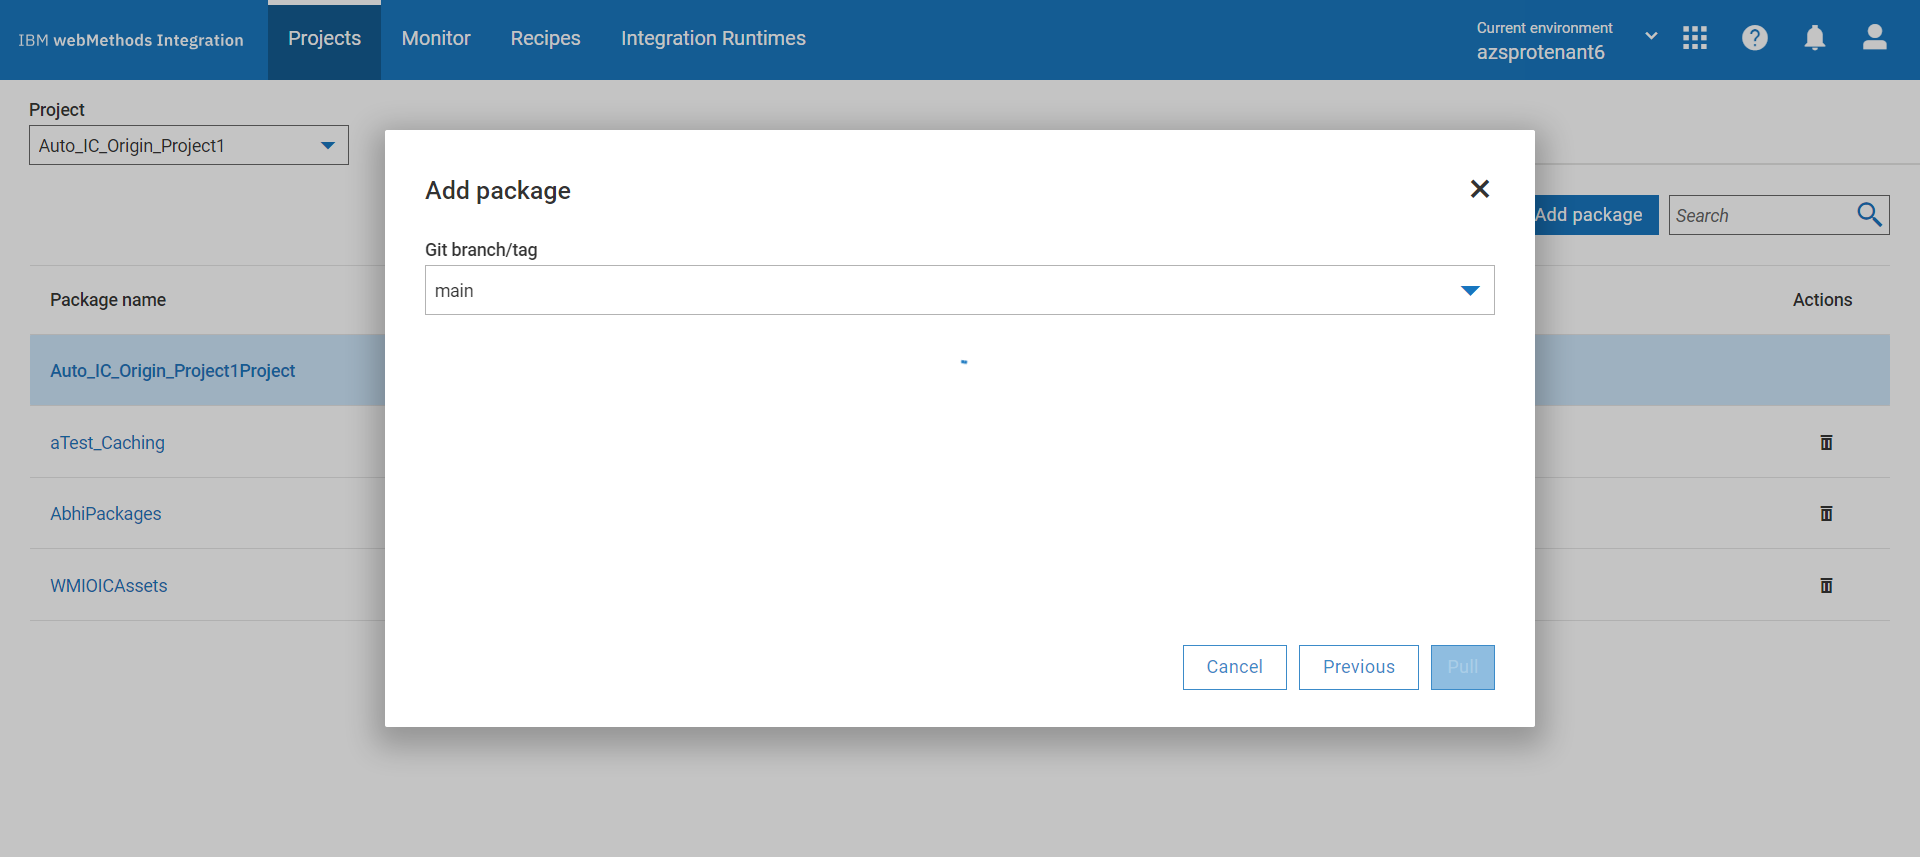 IBM webMethods Integration
Projects
Monitor
Recipes
Integration Runtimes
Current environment
azsprotenant6
Project
Auto_IC_Origin_Project1
Add package
Search
Add package
Git branch/tag
main
Package name
Actions
Auto_IC_Origin_Project1Project
aTest_Caching
AbhiPackages
WMIOICAssets
Cancel
Previous
Pull